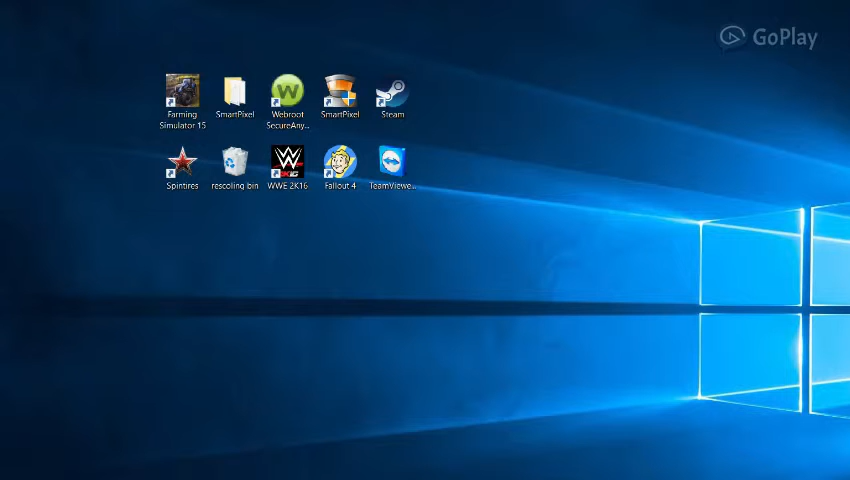 GoPlay
Farming
Simulator 15
SmartPixel
Webroot
SecureAny...
SmartPixel
Steam
Spintires
rescoling bin
WWE 2K16
Fallout 4
TeamViewe...